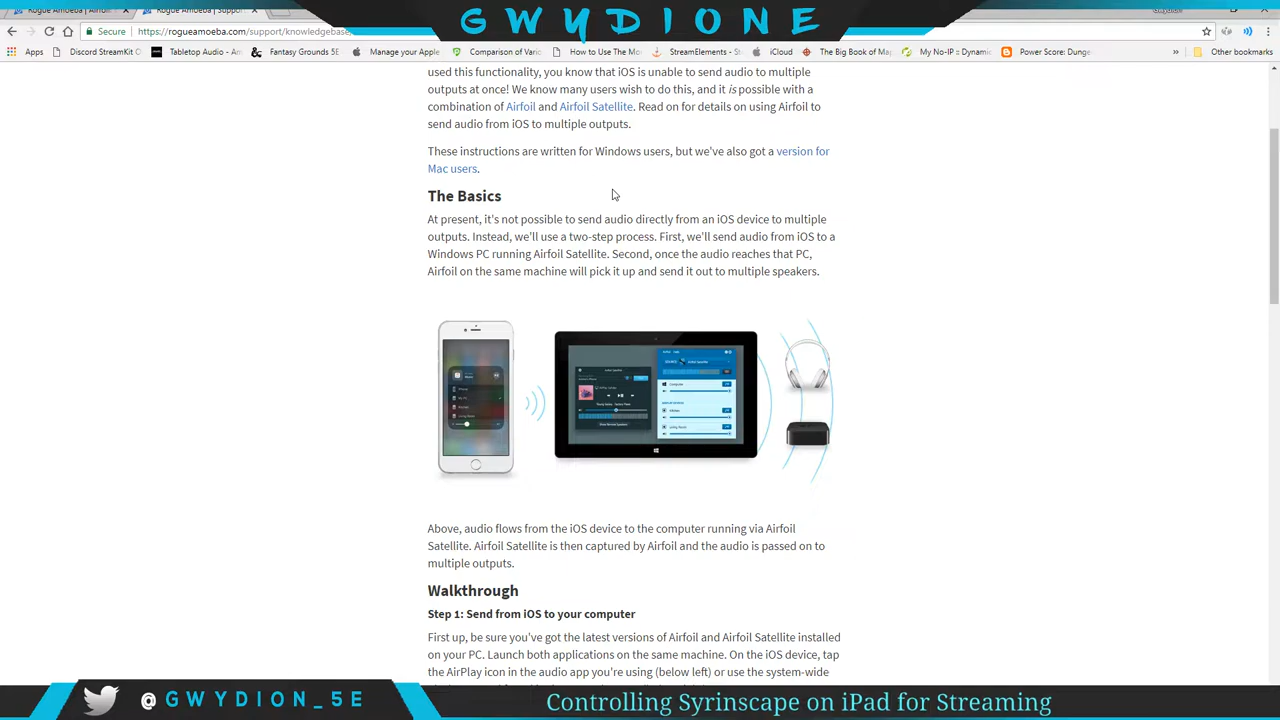 GWYDIONE
Rogue Amoeba | Airfoil
Rogue Amoeba | Support
Gwydion
Secure
https://rogueamoeba.com/support/knowledgebase
Apps
Discord StreamKit O
Tabletop Audio - Am
Fantasy Grounds 5E
Manage your Apple
Comparison of Vario
How to Use The Mo
StreamElements - St
iCloud
The Big Book of Ma
My No-IP :: Dynami
Power Score: Dunge
Other bookmarks
used this functionality, you know that iOS is unable to send audio to multiple
outputs at once! We know many users wish to do this, and it is possible with a
combination of Airfoil and Airfoil Satellite. Read on for details on using Airfoil to
send audio from iOS to multiple outputs.
These instructions are written for Windows users, but we've also got a version for
Mac users.
The Basics
At present, it's not possible to send audio directly from an iOS device to multiple
outputs. Instead, we'll use a two-step process. First, we'll send audio from iOS to a
Windows PC running Airfoil Satellite. Second, once the audio reaches that PC,
Airfoil on the same machine will pick it up and send it out to multiple speakers.
Above, audio flows from the iOS device to the computer running via Airfoil
Satellite. Airfoil Satellite is then captured by Airfoil and the audio is passed on to
multiple outputs.
Walkthrough
Step 1: Send from iOS to your computer
First up, be sure you've got the latest versions of Airfoil and Airfoil Satellite installed
on your PC. Launch both applications on the same machine. On the iOS device, tap
the AirPlay icon in the audio app you're using (below left) or use the system-wide
@GWYDION_5E
Controlling Syrinscape on iPad for Streaming